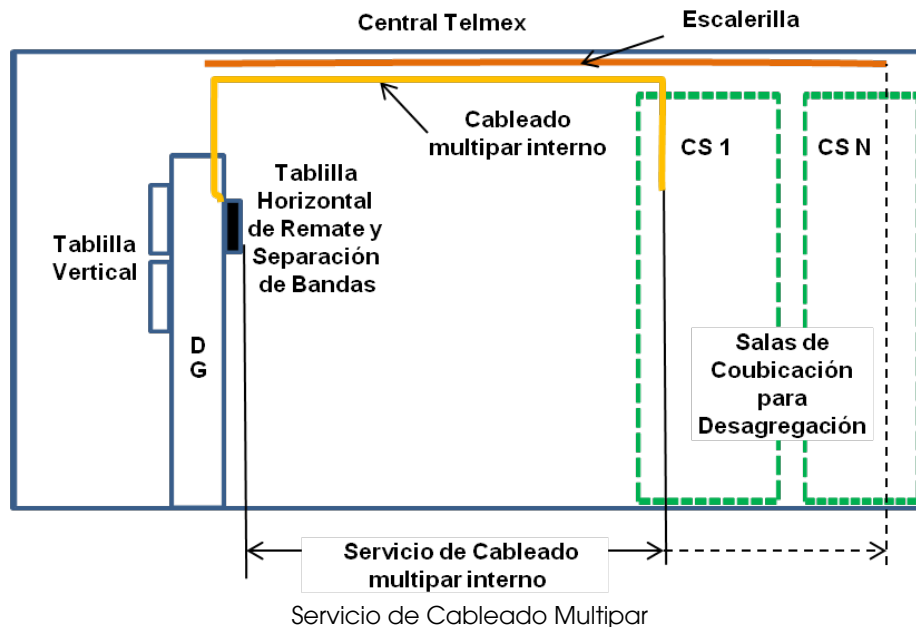 Central Telmex
Escalerilla
Cableado
multipar interno
CS 1
CS N
Tablilla
Horizontal
de Remate y
Separación
de Bandas
Tablilla
Vertical
D
G
Salas de
Coubicación
para
Desagregación
Servicio de Cableado
multipar interno
Servicio de Cableado Multipar